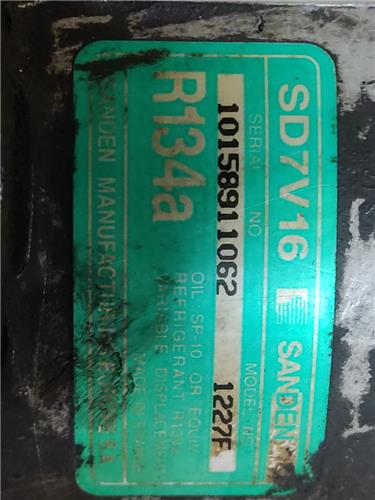 SD7V16 SANDEN
SERIAL NO MODEL NO
10158911062 1227F
R134a
OIL SP-10 OR EQUIV
REFRIGERANT R134a
VARIABLE DISPLACEMENT
MADE IN FRANCE
SANDEN MANUFACTURING EUROPE S.A